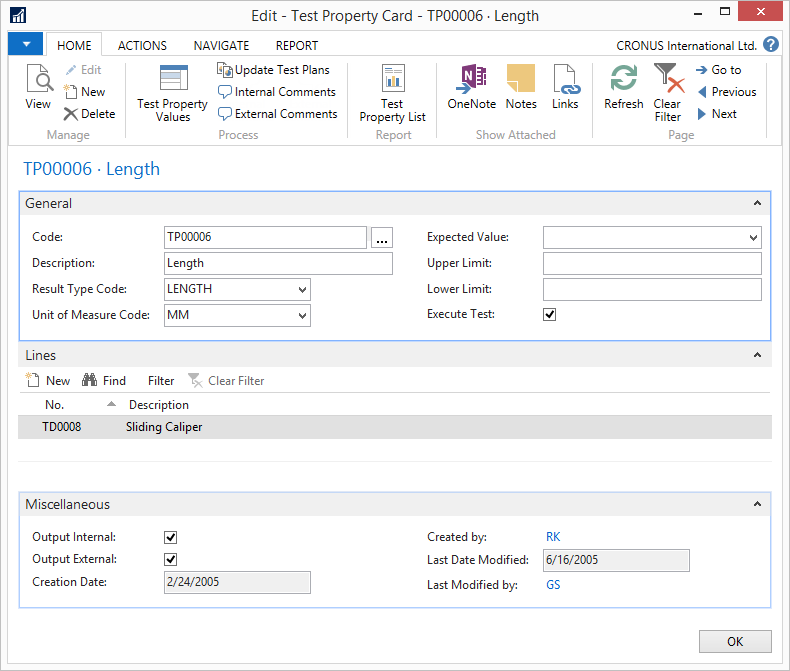 Edit - Test Property Card - TP00006 · Length
HOME ACTIONS NAVIGATE REPORT CRONUS International Ltd. ?
View
Edit
New
Delete
Manage
Test Property Values
Update Test Plans
Internal Comments
External Comments
Process
Test Property List
Report
OneNote
Notes
Links
Show Attached
Refresh
Clear Filter
Go to
Previous
Next
Page
TP00006 · Length
General
Code: TP00006 ...
Description: Length
Result Type Code: LENGTH
Unit of Measure Code: MM
Expected Value:
Upper Limit:
Lower Limit:
Execute Test:
Lines
New Find Filter Clear Filter
No. Description
TD0008 Sliding Caliper
Miscellaneous
Output Internal:
Output External:
Creation Date: 2/24/2005
Created by: RK
Last Date Modified: 6/16/2005
Last Modified by: GS
OK